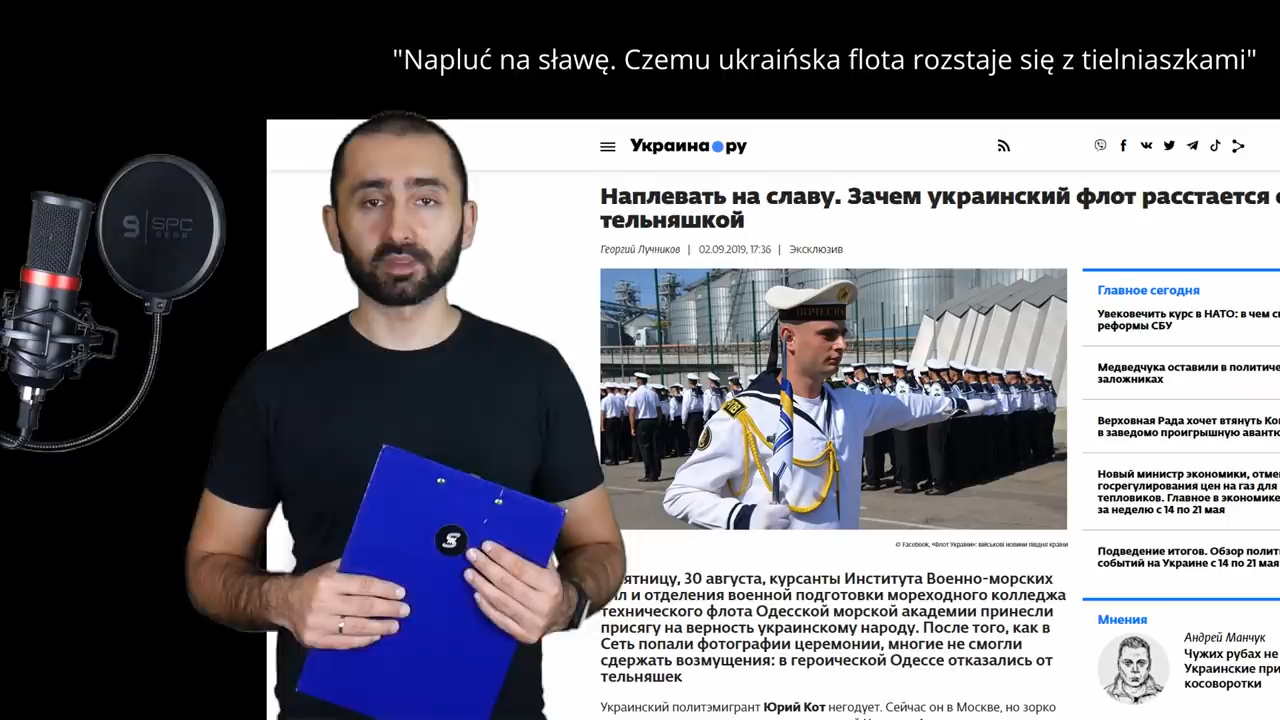 "Napluć na sławę. Czemu ukraińska flota rozstaje się z tielniaszkami"
Украина.ру
Наплевать на славу. Зачем украинский флот расстается с
тельняшкой
Георгий Лучников | 02.09.2019, 17:36 | Эксклюзив
SPC
GEAR
ПОЧЕСН
© Facebook, «Флот України»: військові новини півдня країни
Главное сегодня
Увековечить курс в НАТО: в чем
реформы СБУ
Медведчука оставили в
заложниках
Верховная Рада хочет втянуть
в заведомо проигрышную
Новый министр экономики,
госрегулирования цен на газ для
тепловиков. Главное в экономике
за неделю с 14 по 21 мая
Подведение итогов. Обзор
событий на Украине с 14 по 21 мая
Мнения
Андрей Манчук
Чужих рубах не
Украинские
косоворотки
ятницу, 30 августа, курсанты Института Военно-морских
л и отделения военной подготовки мореходного колледжа
технического флота Одесской морской академии принесли
присягу на верность украинскому народу. После того, как в
Сеть попали фотографии церемонии, многие не смогли
сдержать возмущения: в героической Одессе отказались от
тельняшек
Украинский политэмигрант Юрий Кот негодует. Сейчас он в Москве, но зорко